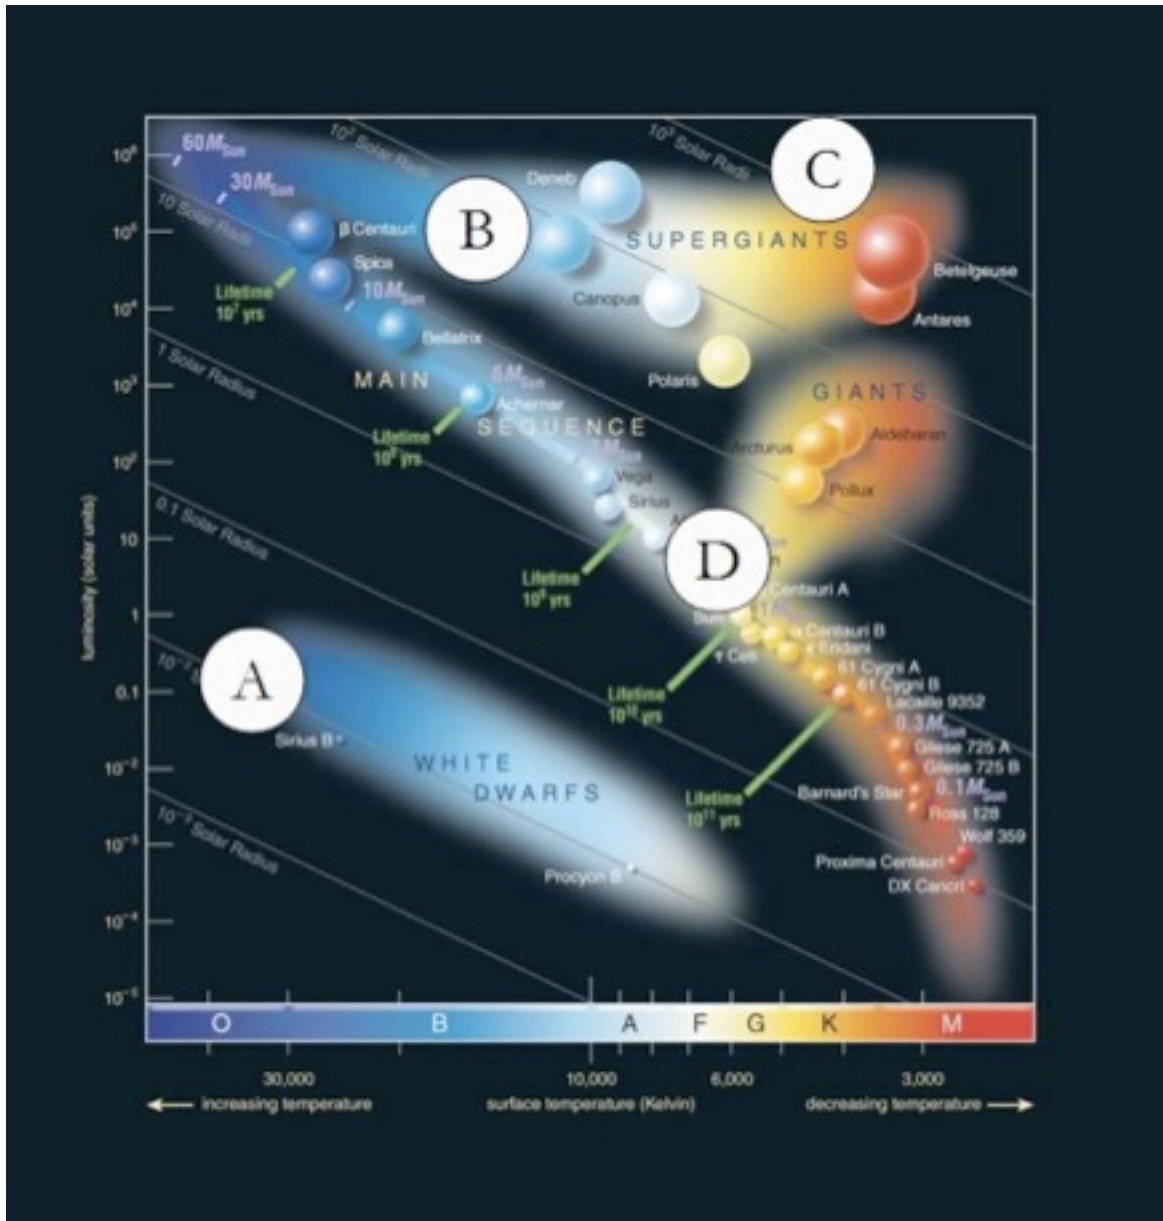 60 M Sun
30 M Sun
10² Solar Radii
10³ Solar Radii
C
Deneb
10⁶
10 Solar Radii
β Centauri
B
SUPERGIANTS
10⁵
Spica
Betelgeuse
Lifetime
10⁷ yrs
10 M Sun
Canopus
10⁴
Antares
Bellatrix
1 Solar Radius
MAIN
6 M Sun
Polaris
GIANTS
10³
Achernar
SEQUENCE
Lifetime
10⁸ yrs
Arcturus
Aldebaran
10²
Vega
Pollux
Sirius
0.1 Solar Radius
10
D
Lifetime
10⁹ yrs
Centauri A
1
Sun
α Centauri B
τ Ceti
ε Eridani
61 Cygni A
A
61 Cygni B
0.1
Lifetime
10¹⁰ yrs
Lacaille 9352
0.3 M Sun
Sirius B
Gliese 725 A
WHITE
DWARFS
10⁻²
Gliese 725 B
Barnard's Star
0.1 M Sun
Lifetime
10¹¹ yrs
Ross 128
10⁻³ Solar Radius
10⁻³
Wolf 359
Proxima Centauri
Procyon B
DX Cancri
10⁻⁴
10⁻⁵
luminosity (solar units)
O B A F G K M
30,000 10,000 6,000 3,000
increasing temperature surface temperature (Kelvin) decreasing temperature